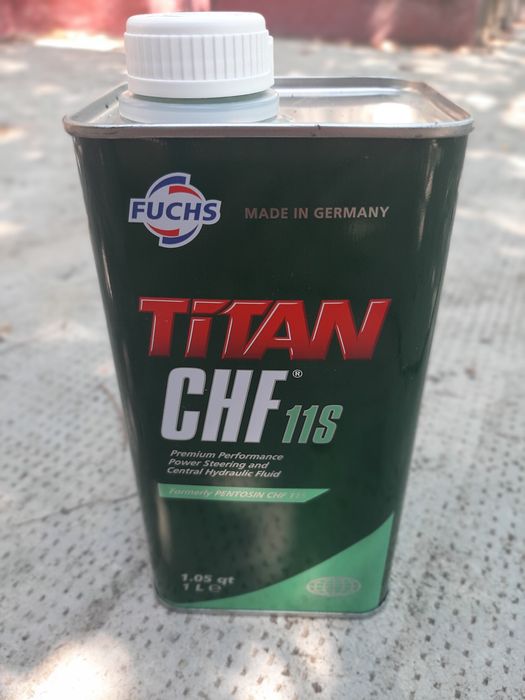 FUCHS
MADE IN GERMANY
TiTAN
CHF®
11S
Premium Performance
Power Steering and
Central Hydraulic Fluid
Formerly PENTOSIN CHF 11S
1.05 qt
1 L ℮